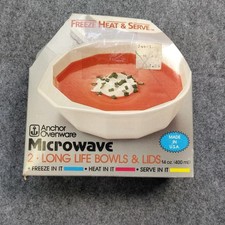 FREEZE HEAT & SERVE
Anchor
Ovenware
Microwave
2 · LONG LIFE BOWLS & LIDS
14 oz. (400 ml)
• FREEZE IN IT
• HEAT IN IT
• SERVE IN IT
MADE
IN
U.S.A.